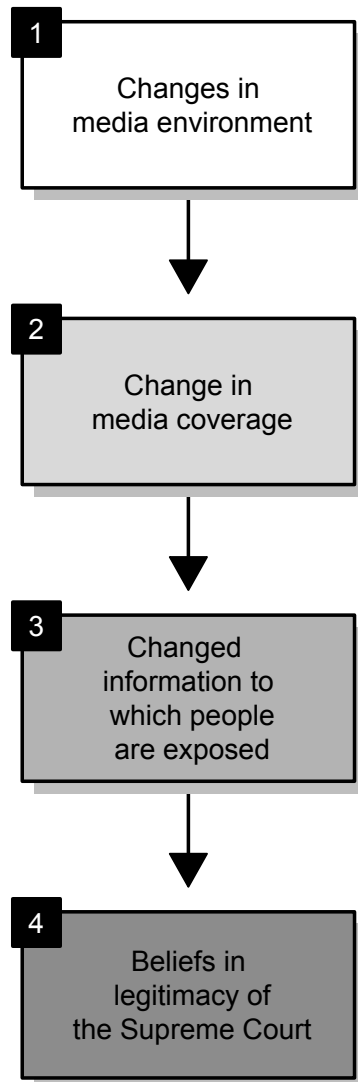 1
Changes in
media environment
2
Change in
media coverage
3
Changed
information to
which people
are exposed
4
Beliefs in
legitimacy of
the Supreme Court